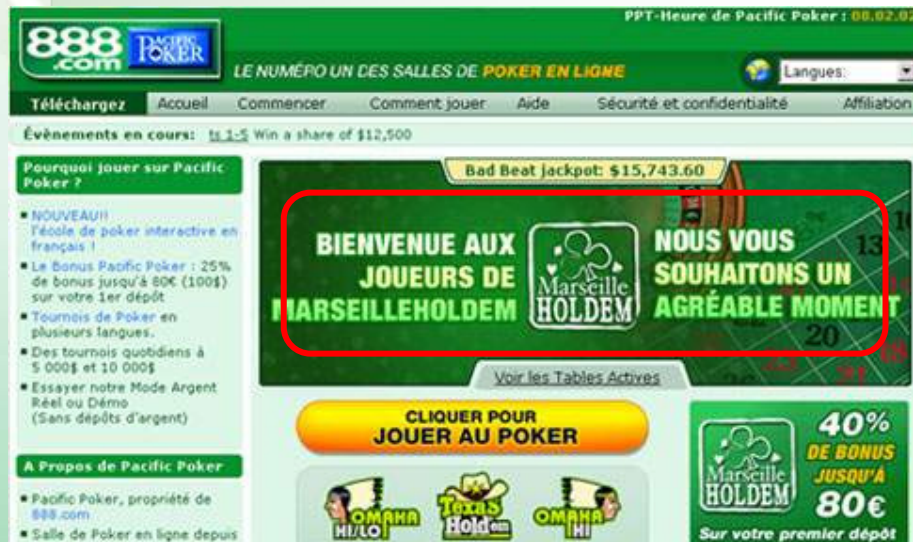 PPT-Heure de Pacific Poker : 08.02.02
888.com
PACIFIC POKER
LE NUMÉRO UN DES SALLES DE POKER EN LIGNE
Langues:
Téléchargez Accueil Commencer Comment jouer Aide Sécurité et confidentialité Affiliation
Évènements en cours: ts 1-5 Win a share of $12,500
Pourquoi jouer sur Pacific
Poker ?
NOUVEAU!!
l'école de poker interactive en
français !
Le Bonus Pacific Poker : 25%
de bonus jusqu'à 80€ (100$)
sur votre 1er dépôt
Tournois de Poker en
plusieurs langues.
Des tournois quotidiens à
5 000$ et 10 000$
Essayer notre Mode Argent
Réel ou Démo
(Sans dépôts d'argent)
A Propos de Pacific Poker
Pacific Poker, propriété de
888.com
Salle de Poker en ligne depuis
Bad Beat jackpot: $15,743.60
BIENVENUE AUX
JOUEURS DE
MARSEILLEHOLDEM
Marseille
HOLDEM
NOUS VOUS
SOUHAITONS UN
AGRÉABLE MOMENT
13
20
Voir les Tables Actives
CLIQUER POUR
JOUER AU POKER
OMAHA
HI/LO
Texas
Hold'em
OMAHA
HI
Marseille
HOLDEM
40%
DE BONUS
JUSQU'À
80€
Sur votre premier dépôt